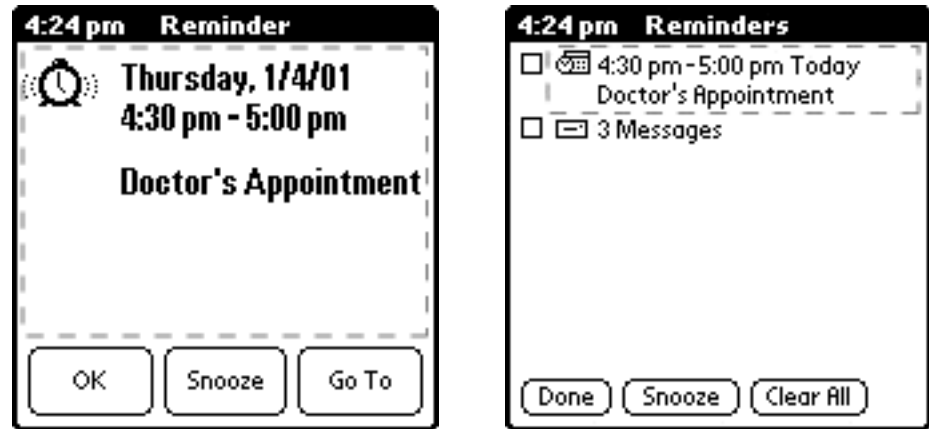 4:24 pm Reminder
Thursday, 1/4/01
4:30 pm - 5:00 pm
Doctor's Appointment
OK Snooze Go To
4:24 pm Reminders
4:30 pm - 5:00 pm Today
Doctor's Appointment
3 Messages
Done Snooze Clear All